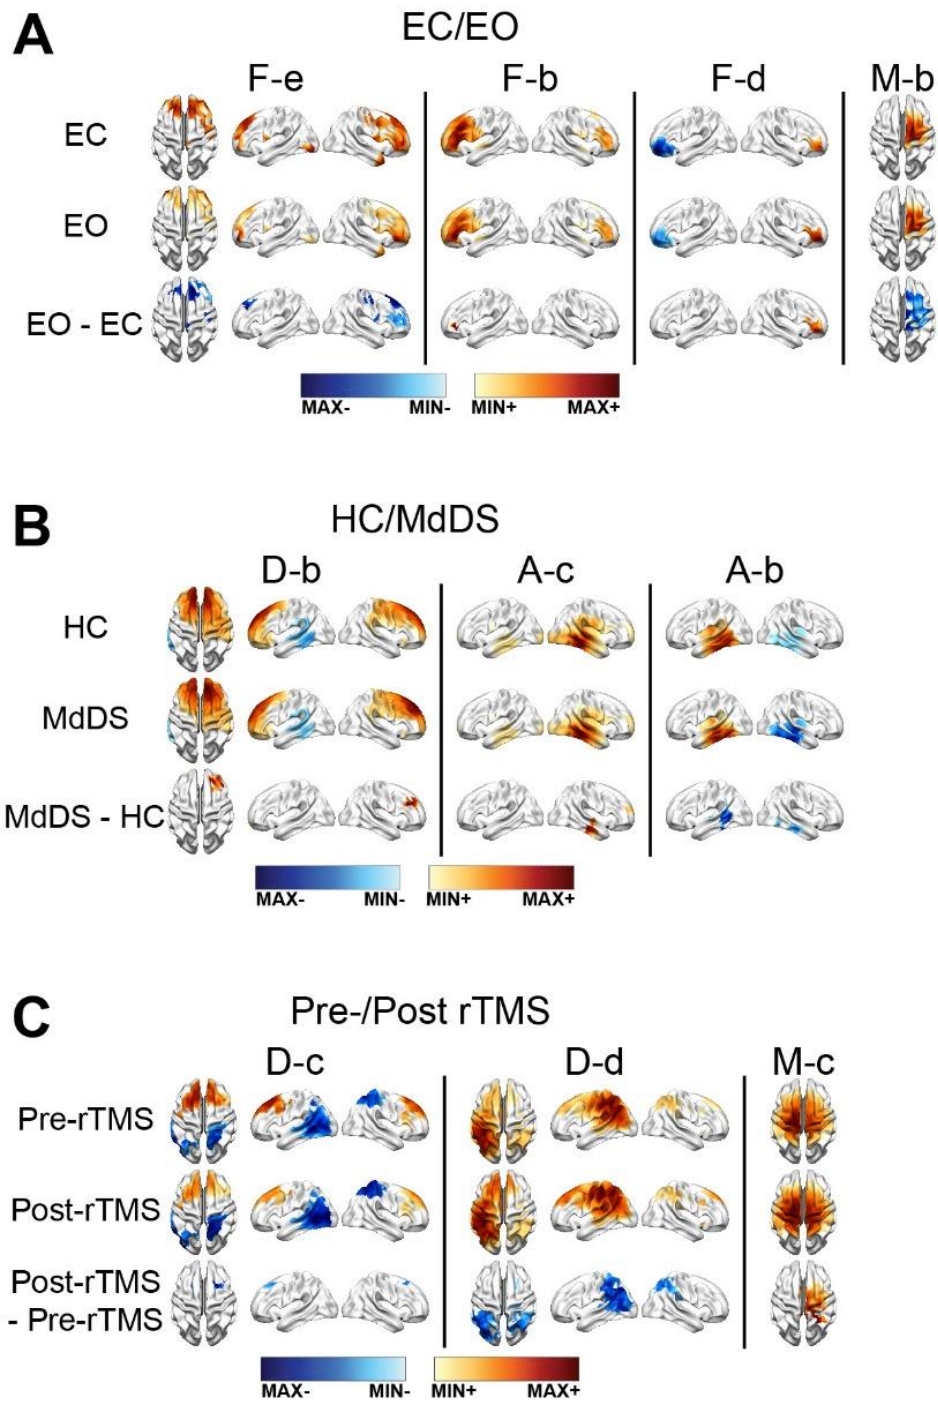 A
EC/EO
F-e F-b F-d M-b
EC
EO
EO - EC
MAX- MIN- MIN+ MAX+
B
HC/MdDS
D-b A-c A-b
HC
MdDS
MdDS - HC
MAX- MIN- MIN+ MAX+
C
Pre-/Post rTMS
D-c D-d M-c
Pre-rTMS
Post-rTMS
Post-rTMS
- Pre-rTMS
MAX- MIN- MIN+ MAX+